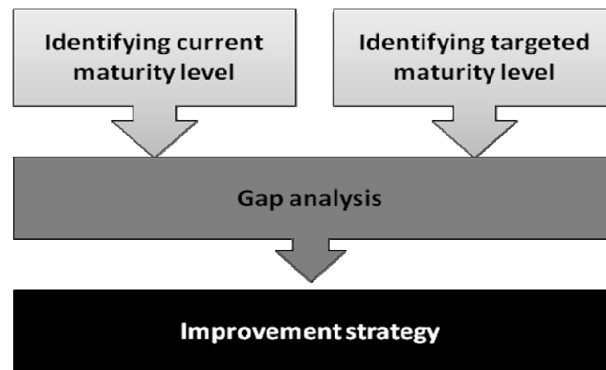 Identifying current
maturity level
Identifying targeted
maturity level
Gap analysis
Improvement strategy